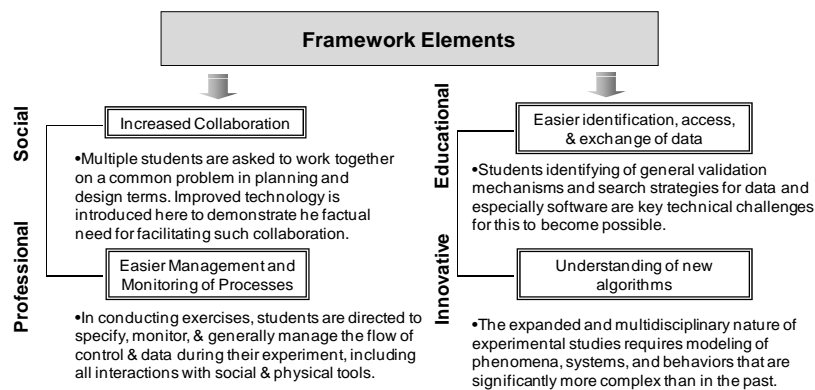 Framework Elements
Social
Increased Collaboration
•Multiple students are asked to work together
on a common problem in planning and
design terms. Improved technology is
introduced here to demonstrate he factual
need for facilitating such collaboration.
Professional
Easier Management and
Monitoring of Processes
•In conducting exercises, students are directed to
specify, monitor, & generally manage the flow of
control & data during their experiment, including
all interactions with social & physical tools.
Educational
Easier identification, access,
& exchange of data
•Students identifying of general validation
mechanisms and search strategies for data and
especially software are key technical challenges
for this to become possible.
Innovative
Understanding of new
algorithms
•The expanded and multidisciplinary nature of
experimental studies requires modeling of
phenomena, systems, and behaviors that are
significantly more complex than in the past.